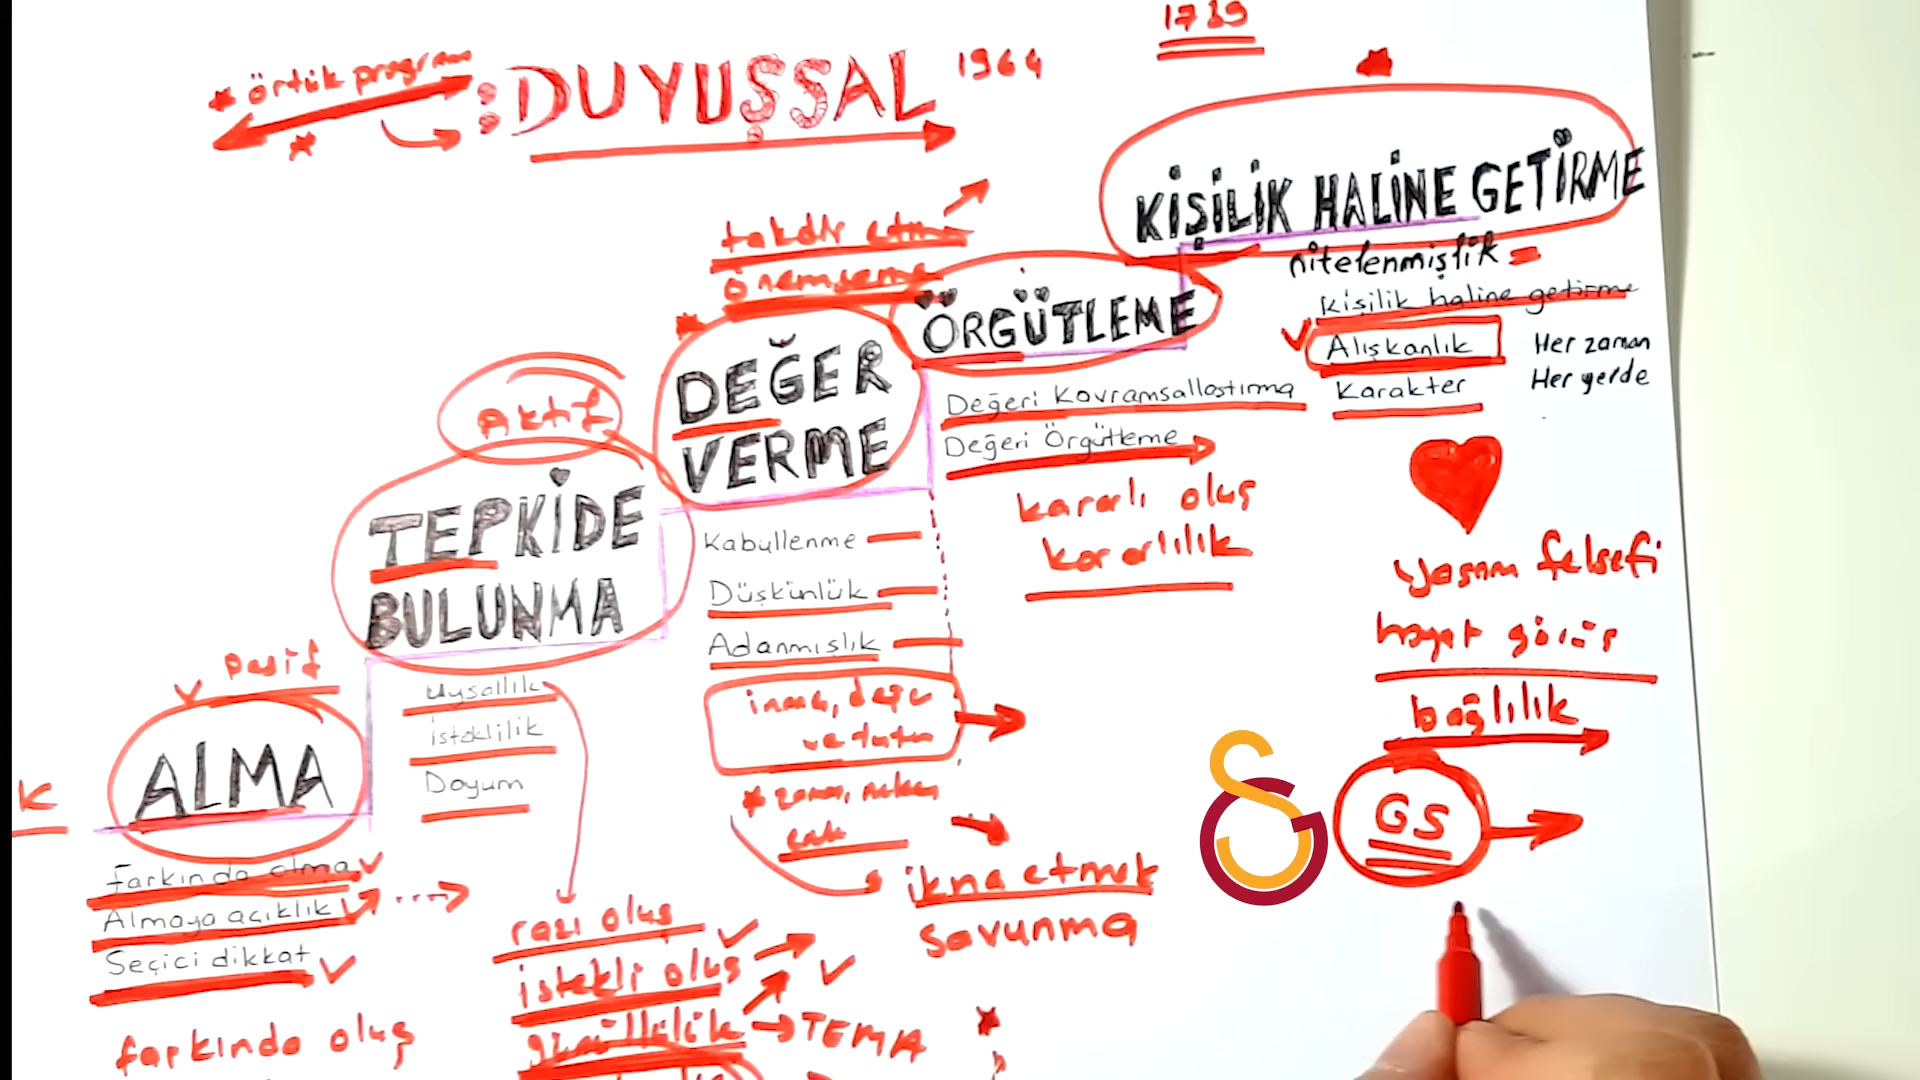 1739
* örtük program
: DUYUŞSAL 1964
KİŞİLİK HALİNE GETİRME
nitelenmişlik
kişilik haline getirme
Alışkanlık
Karakter
Her zaman
Her yerde
yaşam felsefi
hayat görüş
bağlılık
GS
takdir etme
önemseme
ÖRGÜTLEME
Değeri Kavramsallaştırma
Değeri Örgütleme
kararlı oluş
kararlılık
DEĞER
VERME
Kabullenme
Düşkünlük
Adanmışlık
inanç, değer
ve tutum
ikna etmek
savunma
Aktif
TEPKİDE
BULUNMA
Uysallık
İsteklilik
Doyum
razı oluş
istekli oluş
gönüllülük → TEMA
pasif
ALMA
K
Farkında olma
Almaya açıklık
Seçici dikkat
farkında oluş